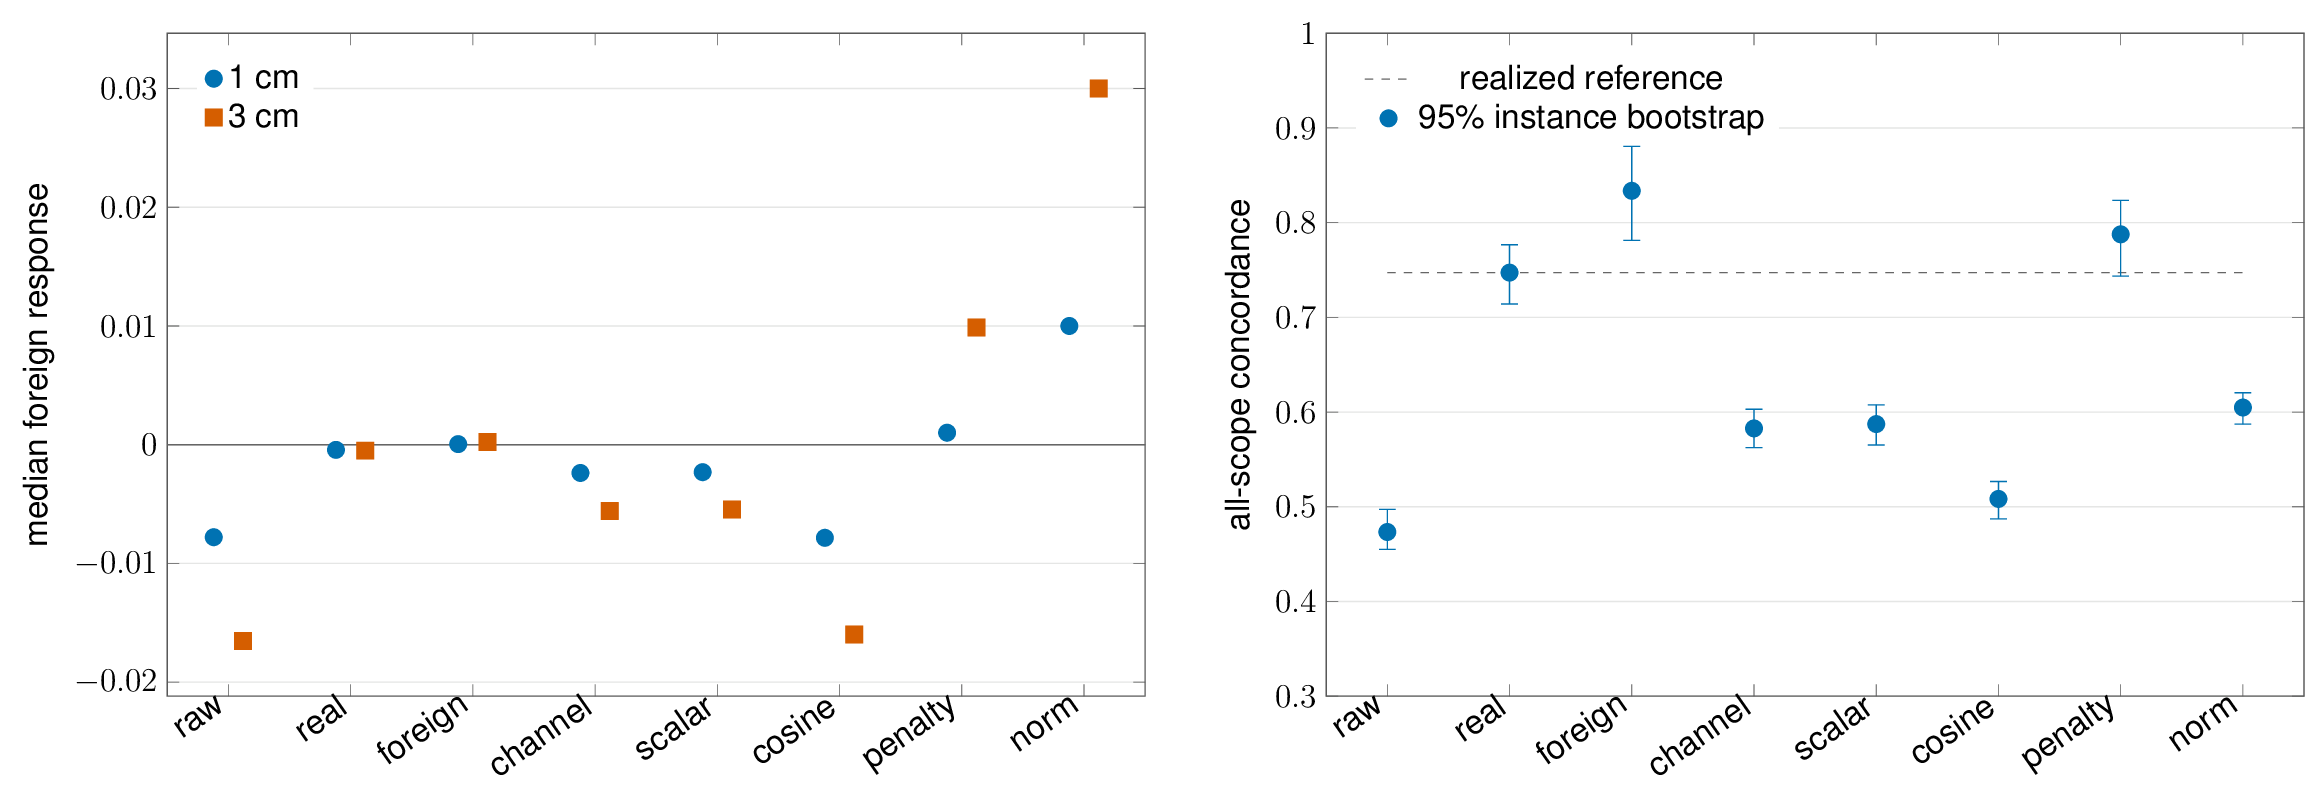 1 cm
3 cm
0.03
0.02
0.01
0
−0.01
−0.02
median foreign response
raw
real
foreign
channel
scalar
cosine
penalty
norm
realized reference
95% instance bootstrap
1
0.9
0.8
0.7
0.6
0.5
0.4
0.3
all-scope concordance
raw
real
foreign
channel
scalar
cosine
penalty
norm